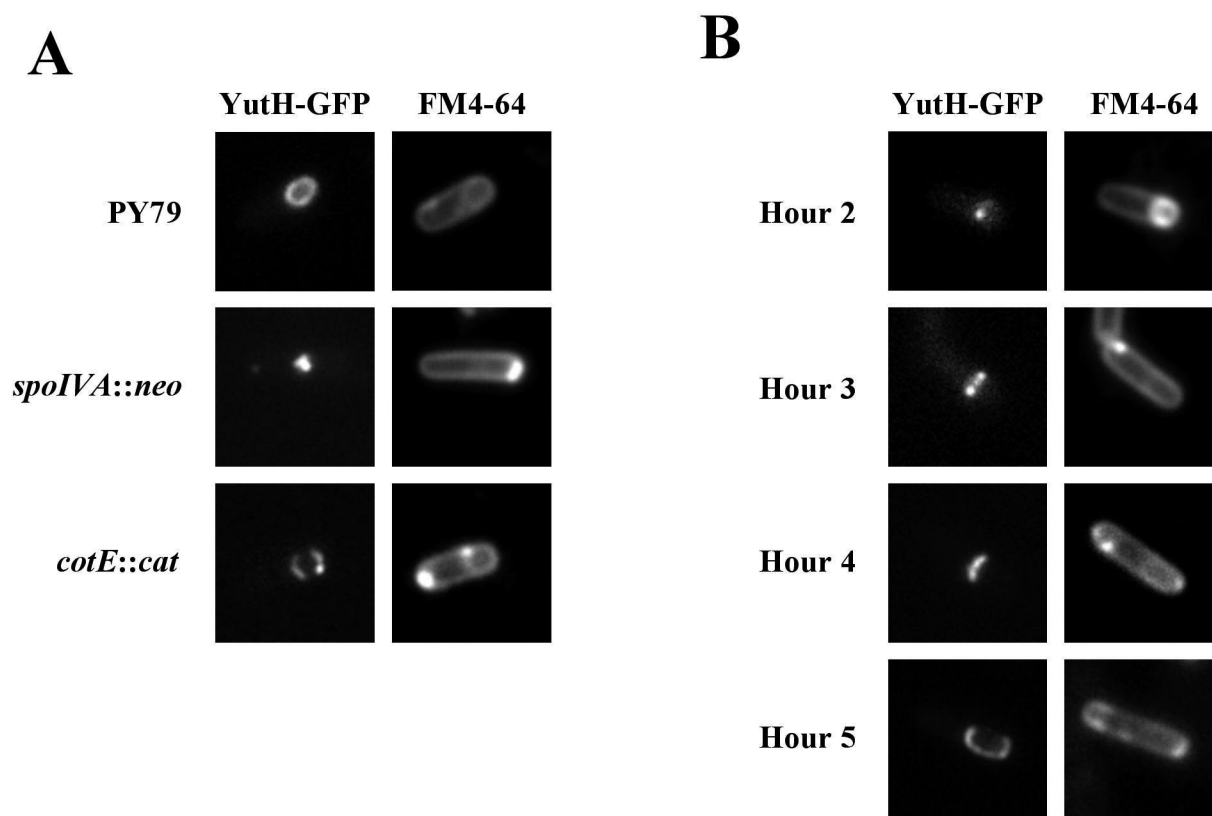 A
YutH-GFP FM4-64
PY79
spoIVA::neo
cotE::cat
B
YutH-GFP FM4-64
Hour 2
Hour 3
Hour 4
Hour 5